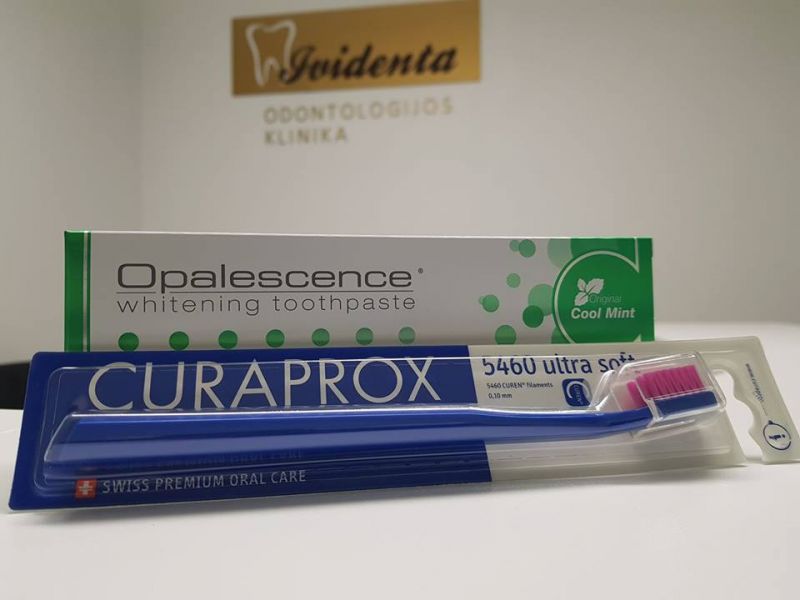 Ividenta
ODONTOLOGIJOS
KLINIKA
Opalescence®
whitening toothpaste
Original
Cool Mint
CURAPROX
5460 ultra soft
5460 CUREN® filaments
0,10 mm
SWISS PREMIUM ORAL CARE